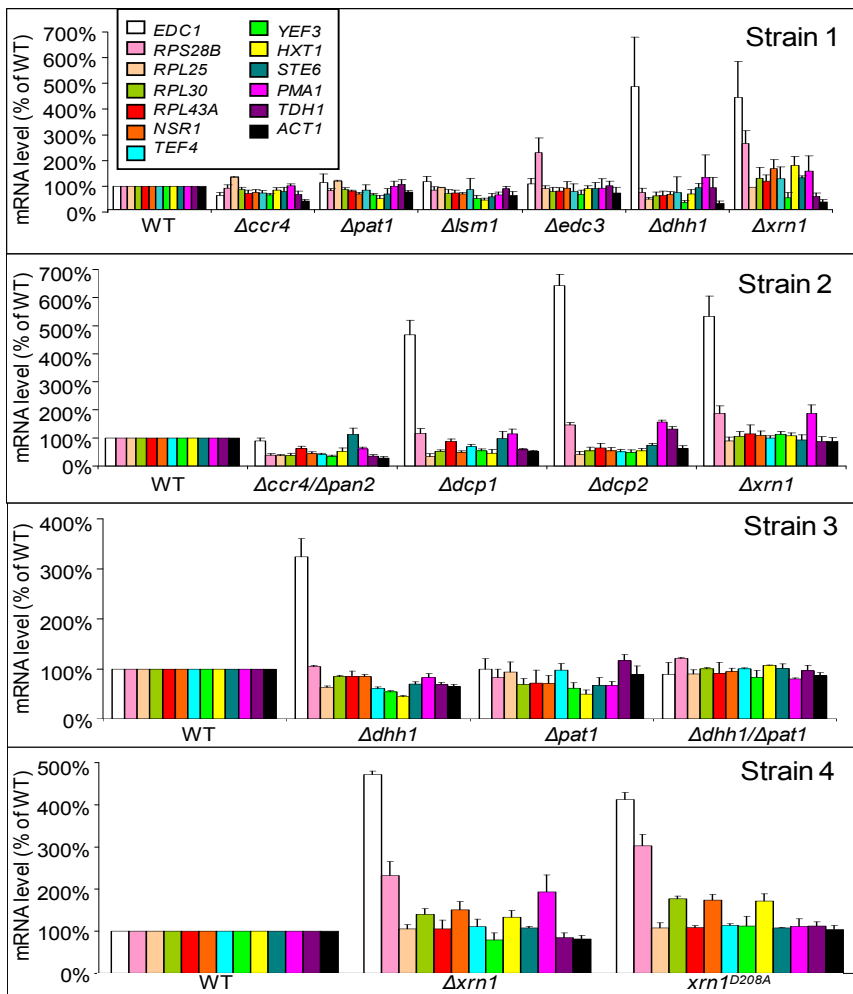 mRNA level (% of WT)
700%
600%
500%
400%
300%
200%
100%
0%
EDC1
RPS28B
RPL25
RPL30
RPL43A
NSR1
TEF4
YEF3
HXT1
STE6
PMA1
TDH1
ACT1
Strain 1
WT Δccr4 Δpat1 Δlsm1 Δedc3 Δdhh1 Δxrn1
mRNA level (% of WT)
700%
600%
500%
400%
300%
200%
100%
0%
Strain 2
WT Δccr4/Δpan2 Δdcp1 Δdcp2 Δxrn1
mRNA level (% of WT)
400%
300%
200%
100%
0%
Strain 3
WT Δdhh1 Δpat1 Δdhh1/Δpat1
mRNA level (% of WT)
500%
400%
300%
200%
100%
0%
Strain 4
WT Δxrn1 xrn1D208A